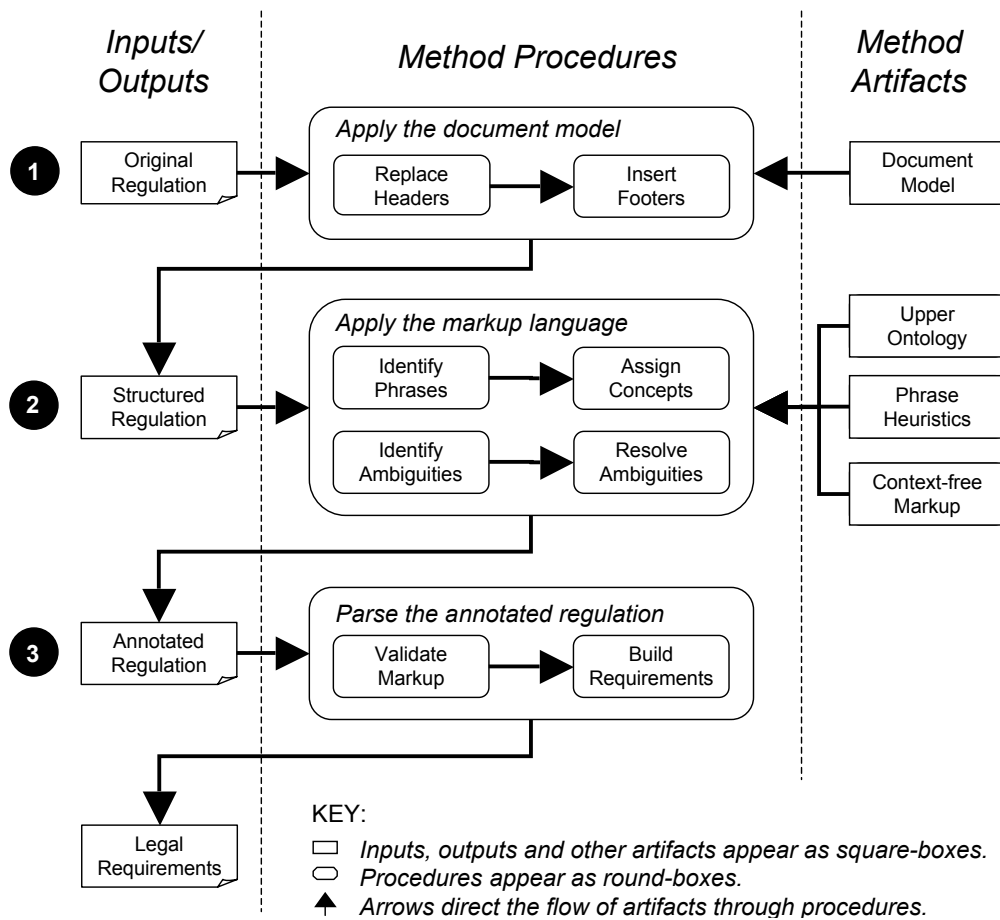 Inputs/
Outputs
Method Procedures
Method
Artifacts
1
Original
Regulation
Apply the document model
Replace
Headers
Insert
Footers
Document
Model
2
Structured
Regulation
Apply the markup language
Identify
Phrases
Assign
Concepts
Identify
Ambiguities
Resolve
Ambiguities
Upper
Ontology
Phrase
Heuristics
Context-free
Markup
3
Annotated
Regulation
Parse the annotated regulation
Validate
Markup
Build
Requirements
Legal
Requirements
KEY:
Inputs, outputs and other artifacts appear as square-boxes.
Procedures appear as round-boxes.
Arrows direct the flow of artifacts through procedures.